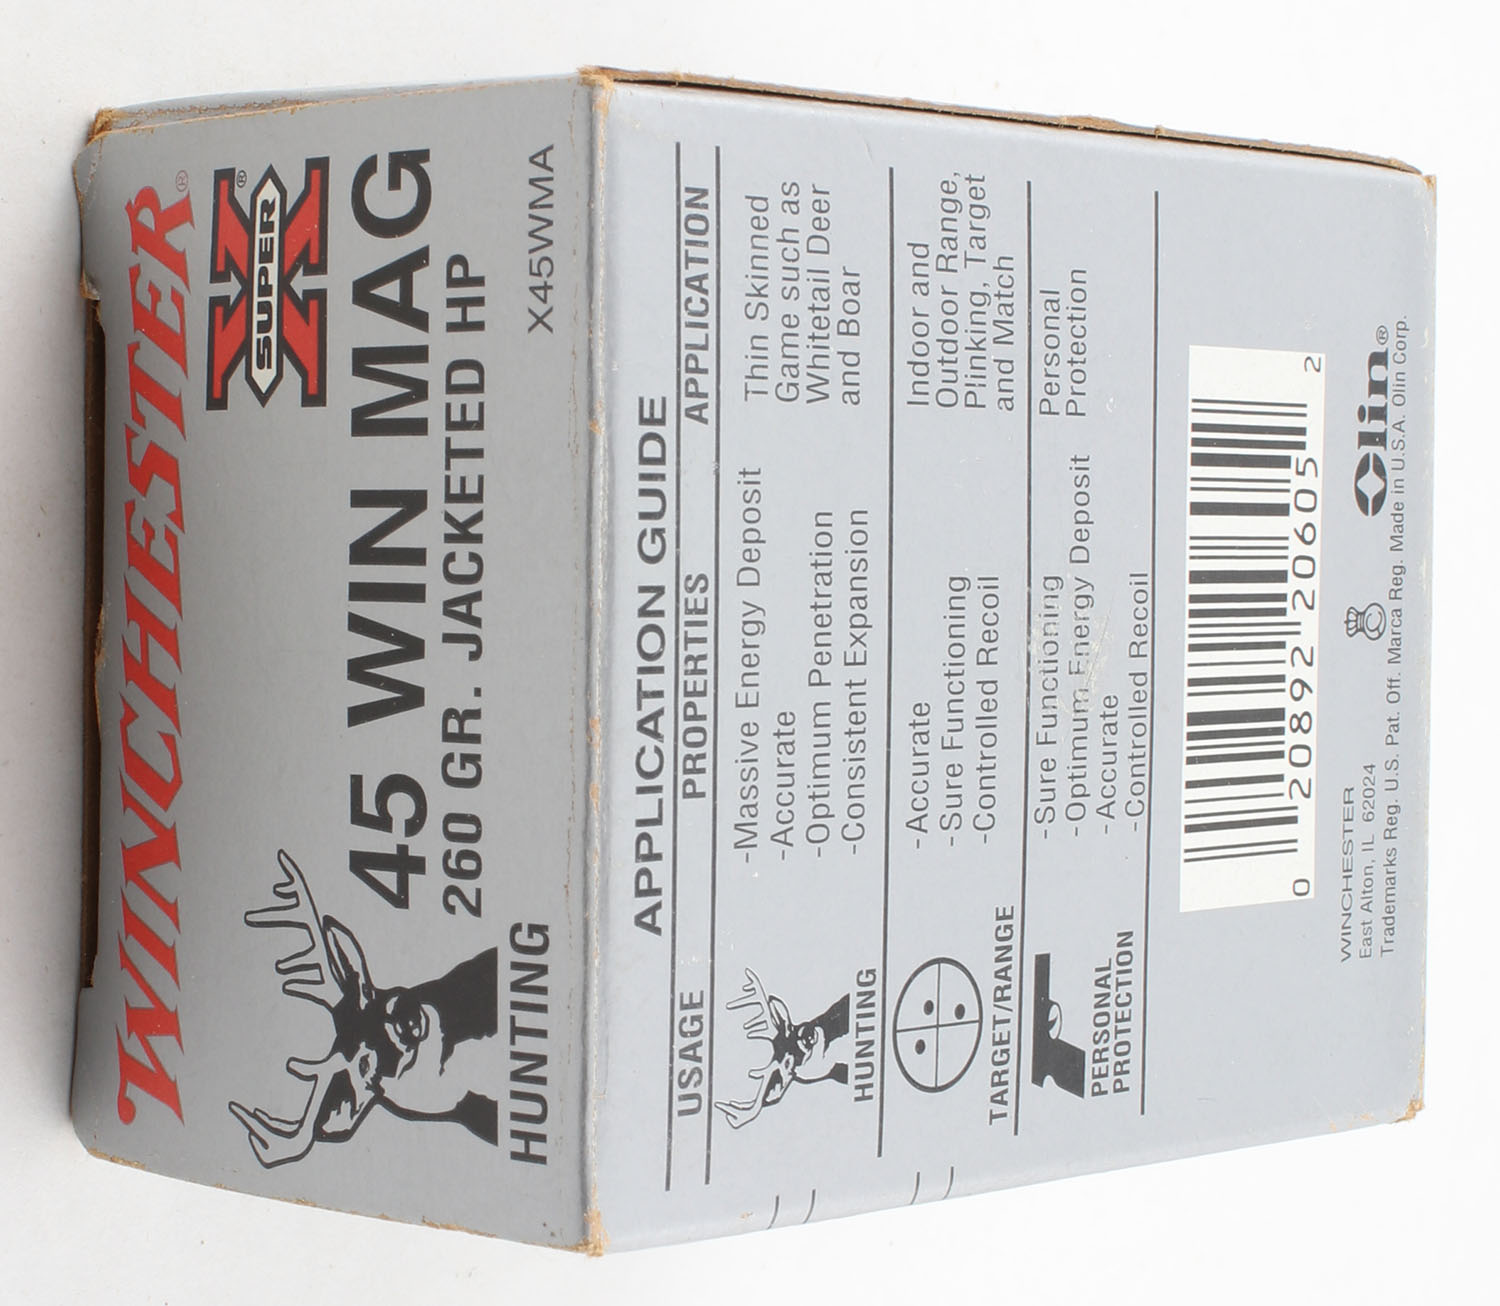 WINCHESTER®
SUPER X®
45 WIN MAG
260 GR. JACKETED HP
HUNTING
X45WMA
APPLICATION GUIDE
USAGE PROPERTIES APPLICATION
HUNTING
-Massive Energy Deposit
-Accurate
-Optimum Penetration
-Consistent Expansion
Thin Skinned
Game such as
Whitetail Deer
and Boar
TARGET/RANGE
-Accurate
-Sure Functioning
-Controlled Recoil
Indoor and
Outdoor Range,
Plinking, Target
and Match
PERSONAL
PROTECTION
-Sure Functioning
-Optimum Energy Deposit
-Accurate
-Controlled Recoil
Personal
Protection
0 20892 20605 2
WINCHESTER
East Alton, IL 62024
Olin®
Trademarks Reg. U.S. Pat. Off. Marca Reg. Made in U.S.A. Olin Corp.